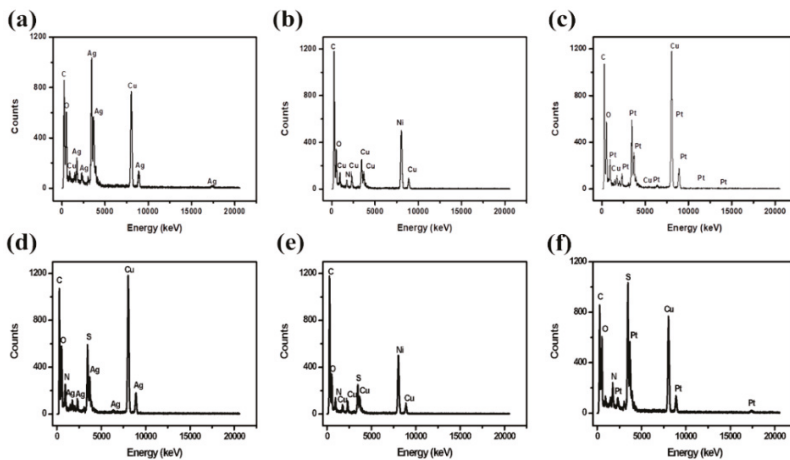 (a)
Counts
1200
800
400
0
C
O
Cu
Ag
Ag
Ag
Ag
Cu
Ag
Ag
0 5000 10000 15000 20000
Energy (keV)
(b)
Counts
1200
800
400
0
C
O
Cu
Ni
Cu
Cu
Cu
Ni
Cu
0 5000 10000 15000 20000
Energy (keV)
(c)
Counts
1200
800
400
0
C
O
Pt
Cu
Pt
Pt
Pt
Cu Pt
Cu
Pt
Pt
Pt
Pt
0 5000 10000 15000 20000
Energy (keV)
(d)
Counts
1200
800
400
0
C
O
N
Ag
Ag
S
Ag
Ag
Cu
Ag
0 5000 10000 15000 20000
Energy (keV)
(e)
Counts
1200
800
400
0
C
O
N
Cu
Cu
S
Cu
Ni
Cu
0 5000 10000 15000 20000
Energy (keV)
(f)
Counts
1200
800
400
0
C
O
N
Pt
S
Pt
Cu
Pt
Pt
0 5000 10000 15000 20000
Energy (keV)